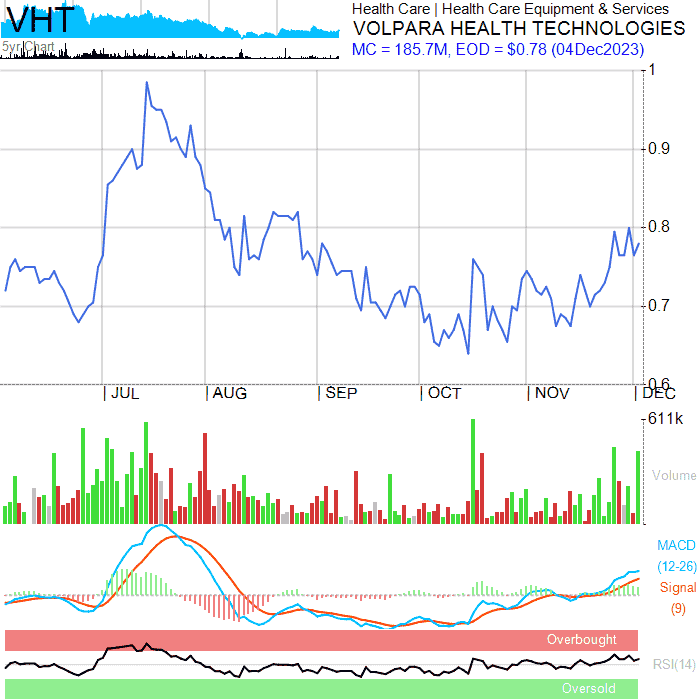 VHT
5yr Chart
Health Care | Health Care Equipment & Services
VOLPARA HEALTH TECHNOLOGIES
MC = 185.7M, EOD = $0.78 (04Dec2023)
1
0.9
0.8
0.7
0.6
| JUL | AUG | SEP | OCT | NOV | DEC
611k
Volume
MACD
(12-26)
Signal
(9)
Overbought
RSI(14)
Oversold